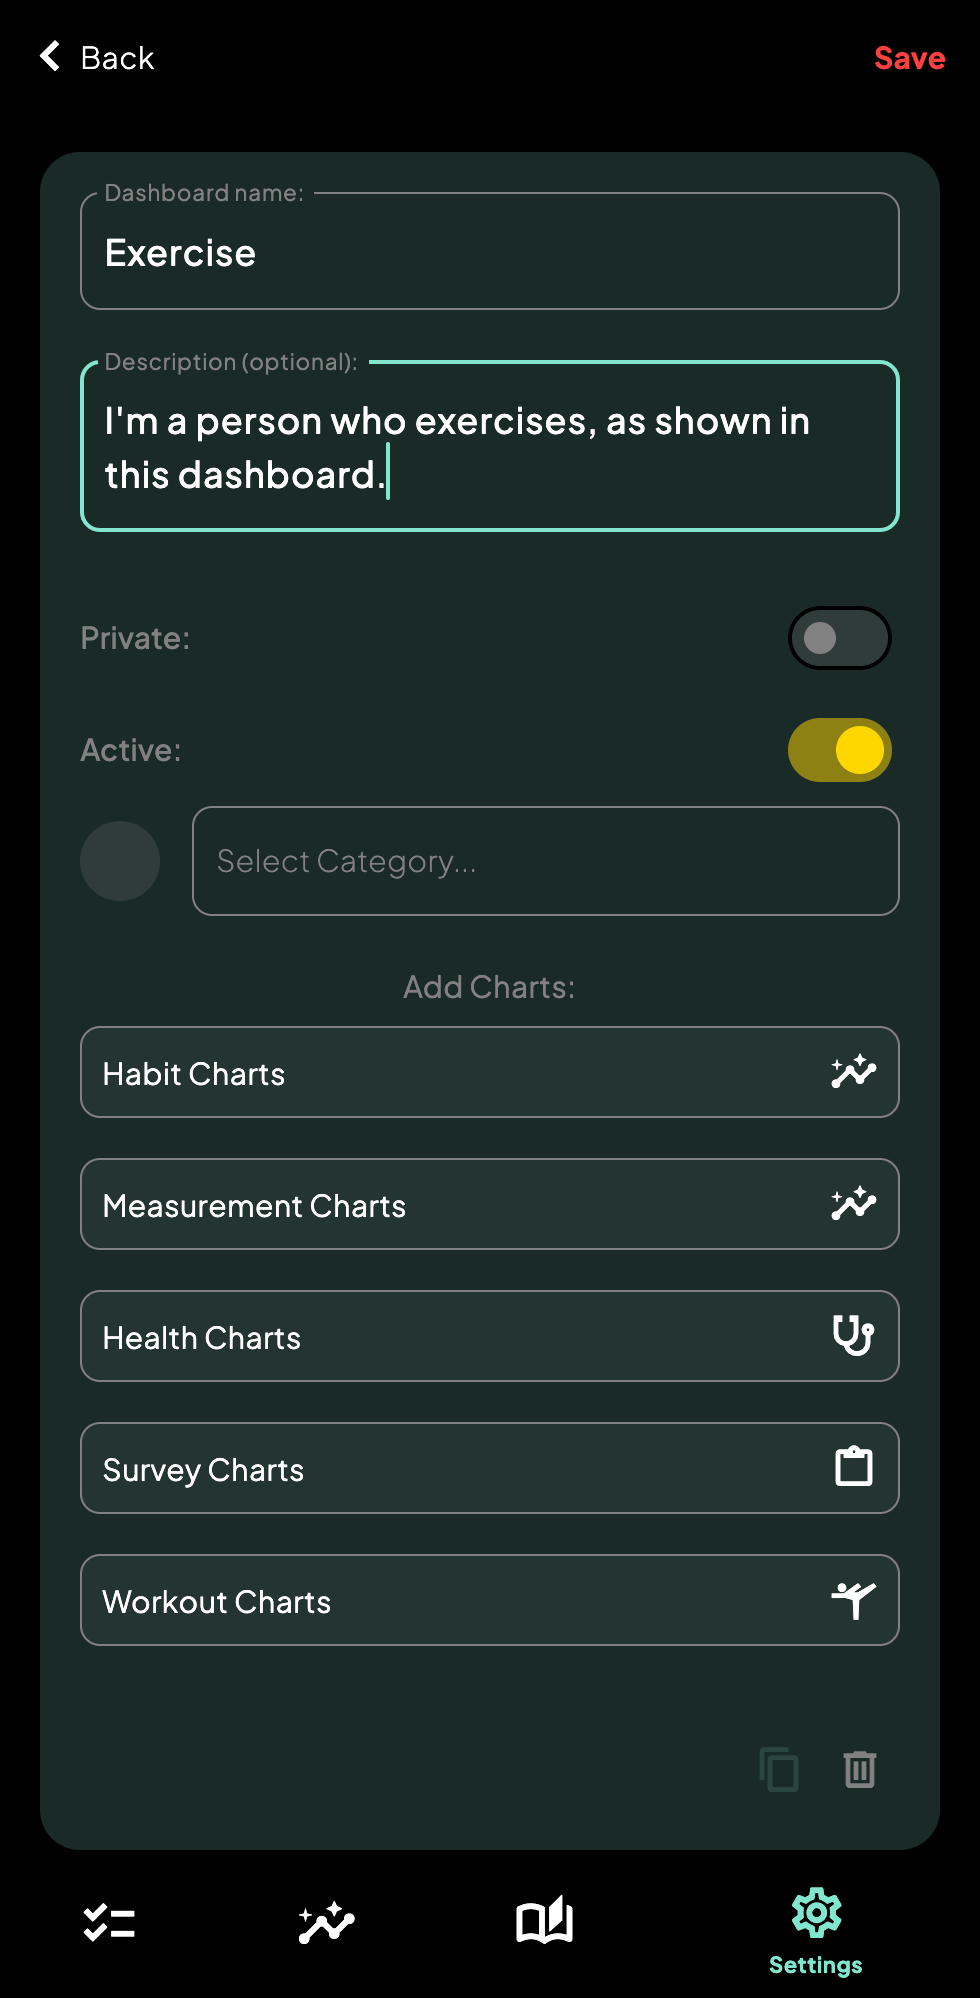 Back
Save
Dashboard name:
Exercise
Description (optional):
I'm a person who exercises, as shown in
this dashboard.
Private:
Active:
Select Category...
Add Charts:
Habit Charts
Measurement Charts
Health Charts
Survey Charts
Workout Charts
Settings